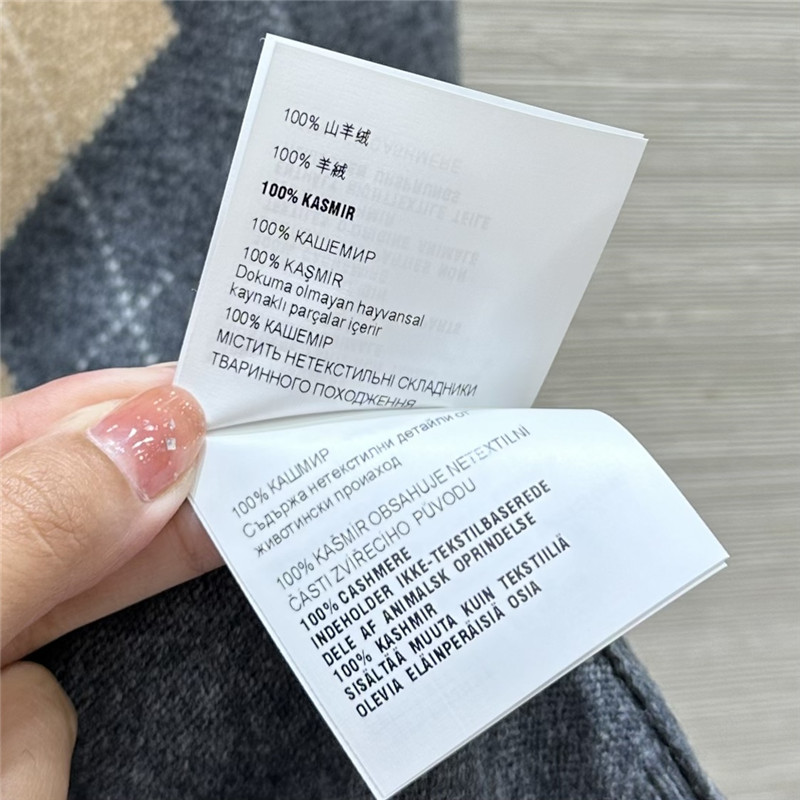 100% 山羊绒
100% 羊絨
100% KASMIR
100% КАШЕМИР
100% KAŞMIR
Dokuma olmayan hayvansal
kaynaklı parçalar içerir
100% КАШЕМІР
МІСТИТЬ НЕТЕКСТИЛЬНІ СКЛАДНИКИ
ТВАРИННОГО ПОХОДЖЕННЯ
100% КАШМИР
Съдържа нетекстилни детайли от
животински произход
100% KAŠMÍR OBSAHUJE NETEXTILNÍ
ČÁSTI ZVÍŘECÍHO PŮVODU
100% CASHMERE
INDEHOLDER IKKE-TEKSTILBASEREDE
DELE AF ANIMALSK OPRINDELSE
100% KASHMIR
SISÄLTÄÄ MUUTA KUIN TEKSTIILIÄ
OLEVIA ELÄINPERÄISIÄ OSIA